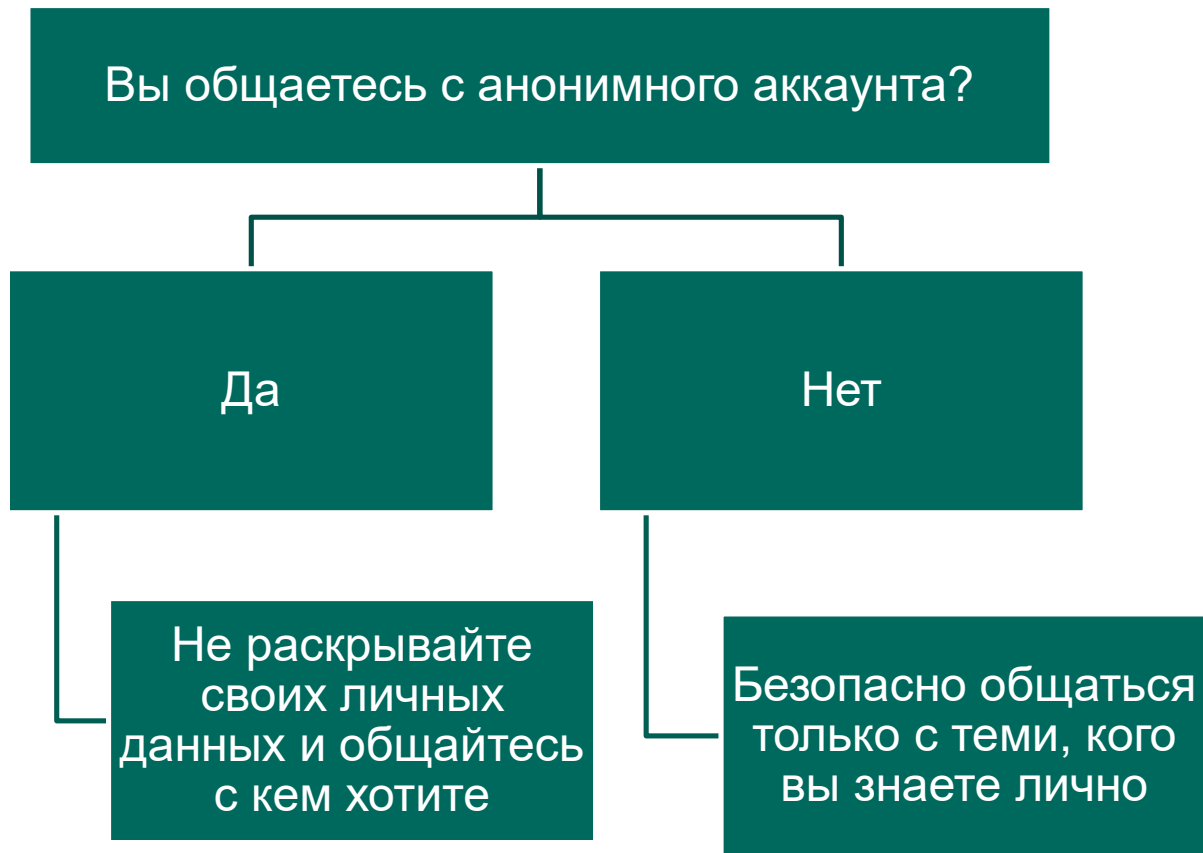 Вы общаетесь с анонимного аккаунта?
Да
Нет
Не раскрывайте
своих личных
данных и общайтесь
с кем хотите
Безопасно общаться
только с теми, кого
вы знаете лично